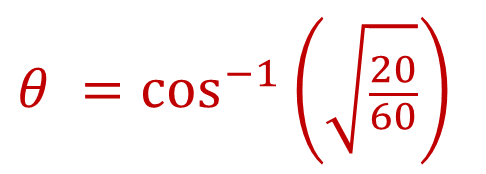 θ = cos⁻¹(√(20/60))